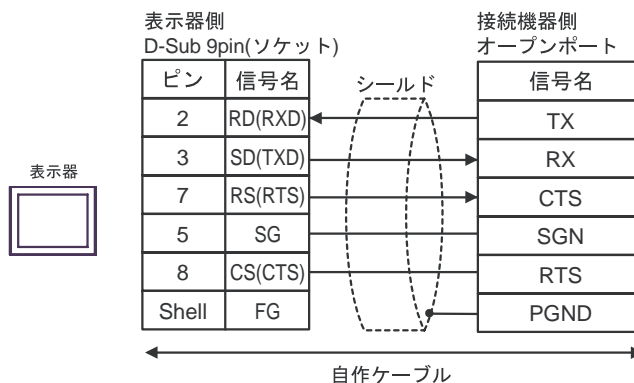 表示器側
D-Sub 9pin(ソケット)
接続機器側
オープンポート
ピン 信号名 シールド 信号名
2 RD(RXD) TX
3 SD(TXD) RX
表示器
7 RS(RTS) CTS
5 SG SGN
8 CS(CTS) RTS
Shell FG PGND
自作ケーブル